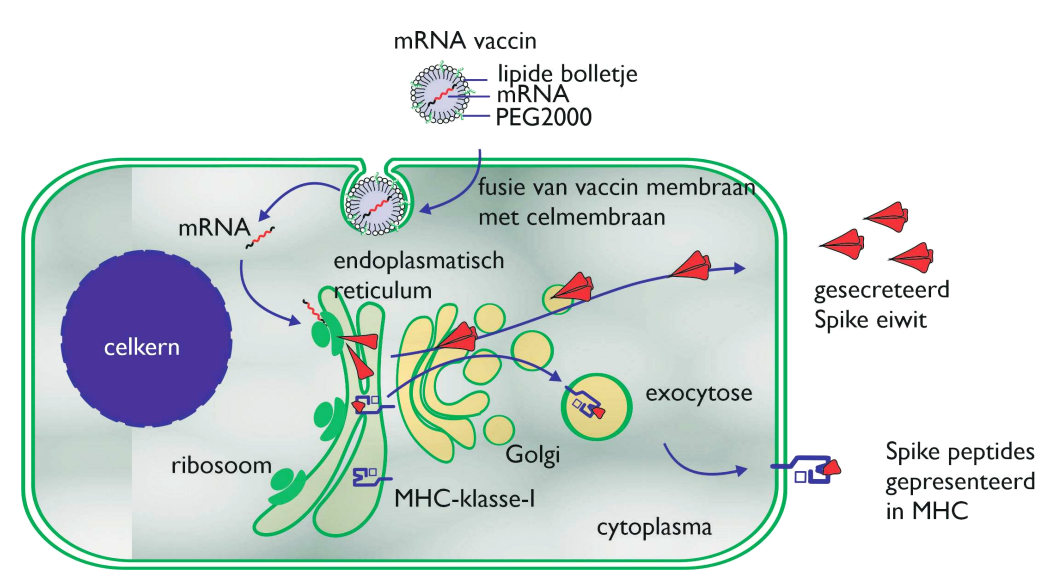 mRNA vaccin
lipide bolletje
mRNA
PEG2000
fusie van vaccin membraan
met celmembraan
mRNA
endoplasmatisch
reticulum
gesecreteerd
Spike eiwit
celkern
exocytose
ribosoom
Golgi
MHC-klasse-I
Spike peptides
gepresenteerd
in MHC
cytoplasma